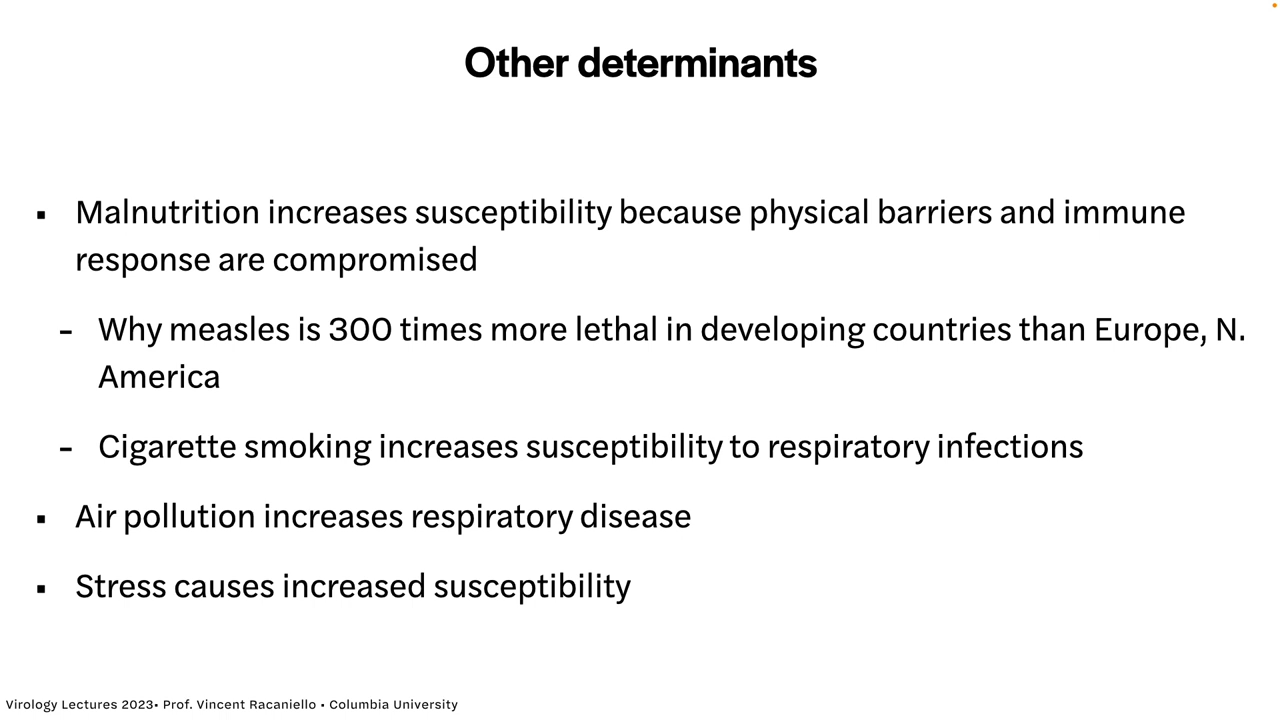 Other determinants
▪ Malnutrition increases susceptibility because physical barriers and immune
response are compromised
- Why measles is 300 times more lethal in developing countries than Europe, N.
America
- Cigarette smoking increases susceptibility to respiratory infections
▪ Air pollution increases respiratory disease
▪ Stress causes increased susceptibility
Virology Lectures 2023• Prof. Vincent Racaniello • Columbia University